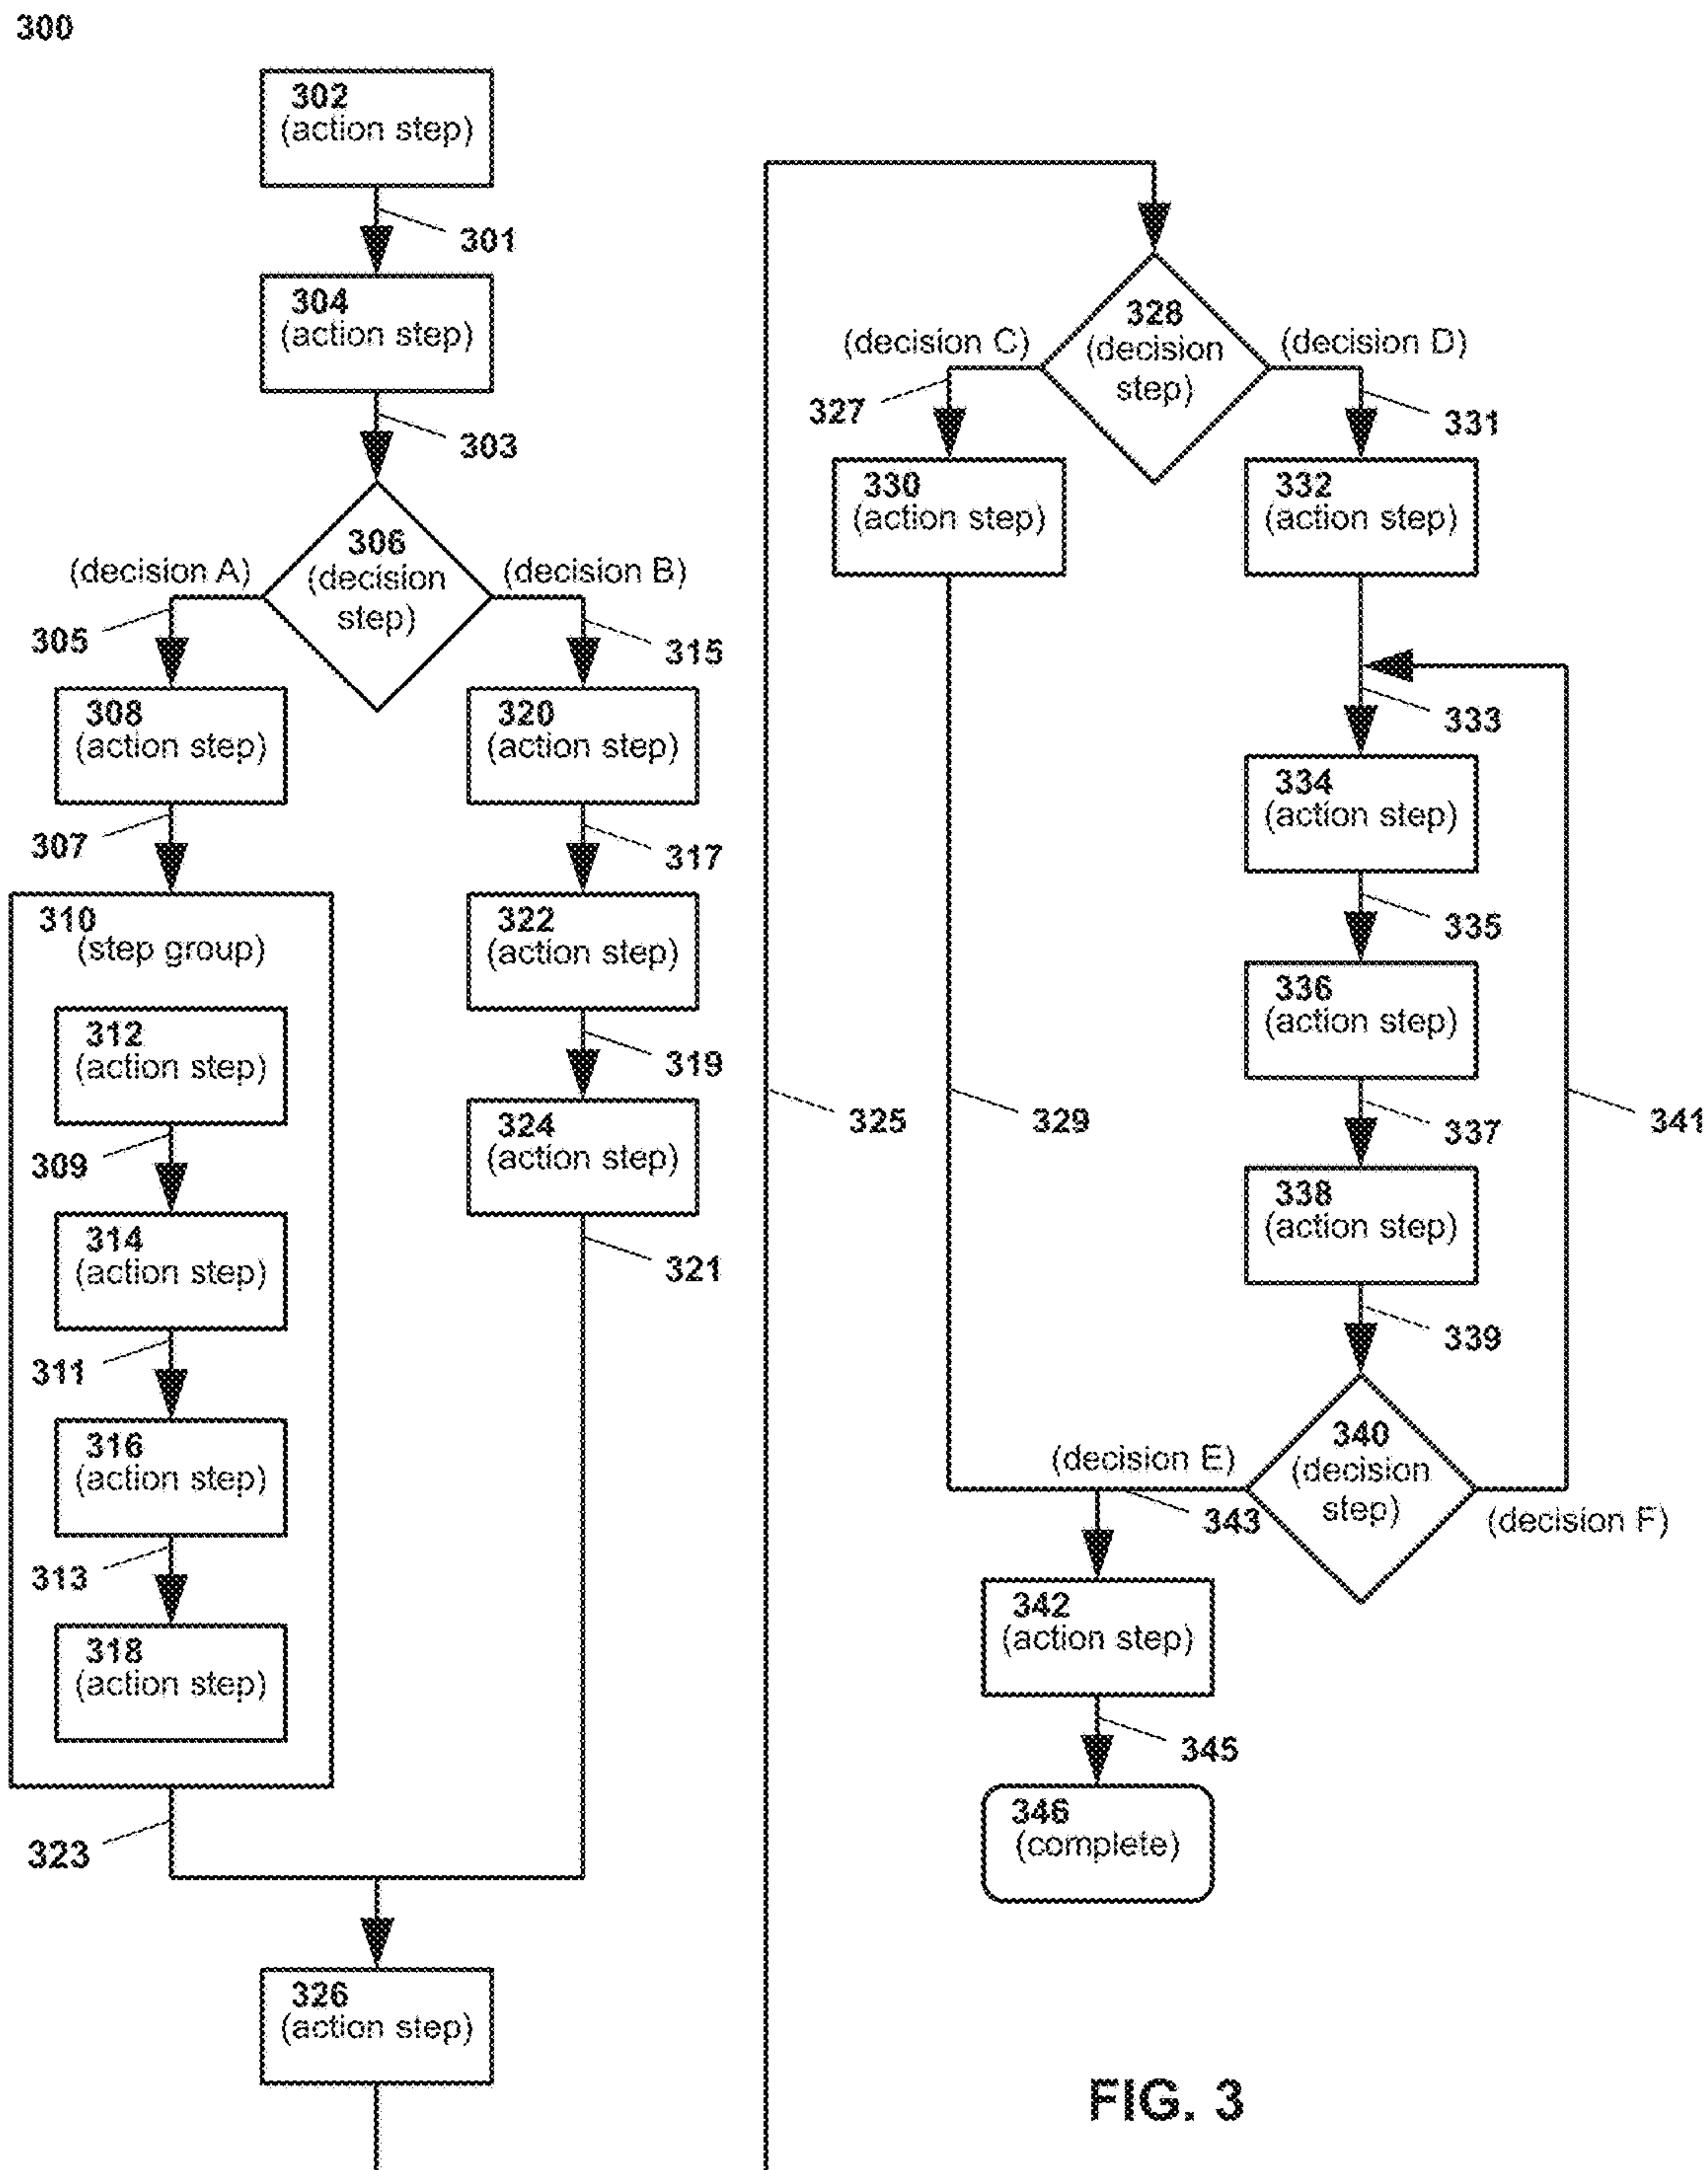 300
302
(action step)
301
304
(action step)
303
306
(decision
step)
(decision A)
(decision B)
305
315
308
(action step)
320
(action step)
307
317
310
(step group)
322
(action step)
312
(action step)
319
309
324
(action step)
314
(action step)
321
311
316
(action step)
313
318
(action step)
323
326
(action step)
325
328
(decision
step)
(decision C)
(decision D)
327
331
330
(action step)
332
(action step)
333
334
(action step)
335
336
(action step)
329
337
341
338
(action step)
339
340
(decision
step)
(decision E)
343
(decision F)
342
(action step)
345
346
(complete)
FIG. 3